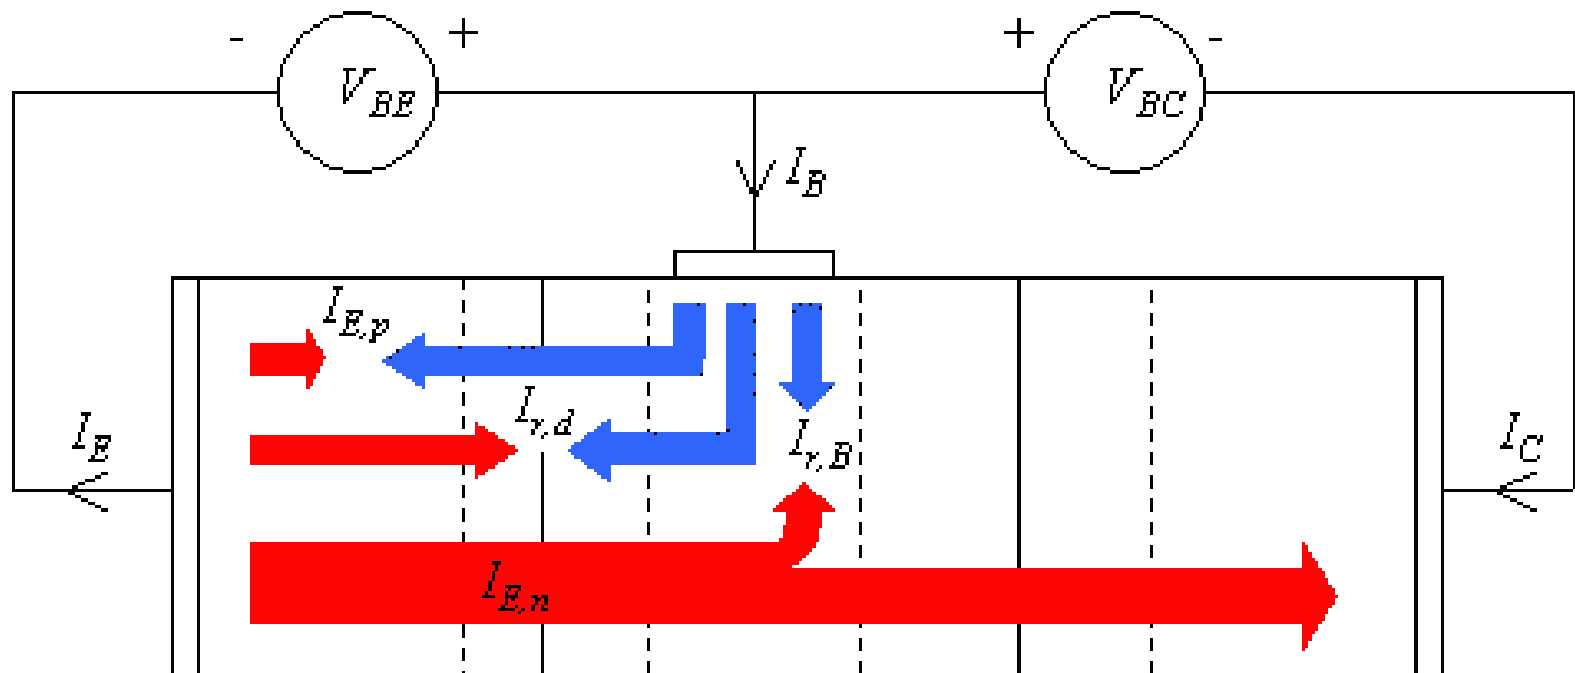 - + + -
V_BE V_BC
I_B
I_E,p
I_r,d
I_E I_r,B I_C
I_E,n